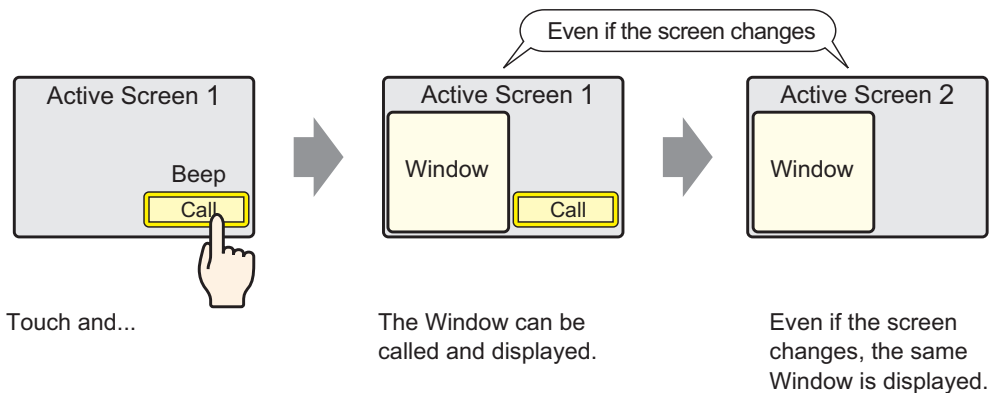 Even if the screen changes
Active Screen 1
Beep
Call
Touch and...
Active Screen 1
Window
Call
The Window can be
called and displayed.
Active Screen 2
Window
Even if the screen
changes, the same
Window is displayed.